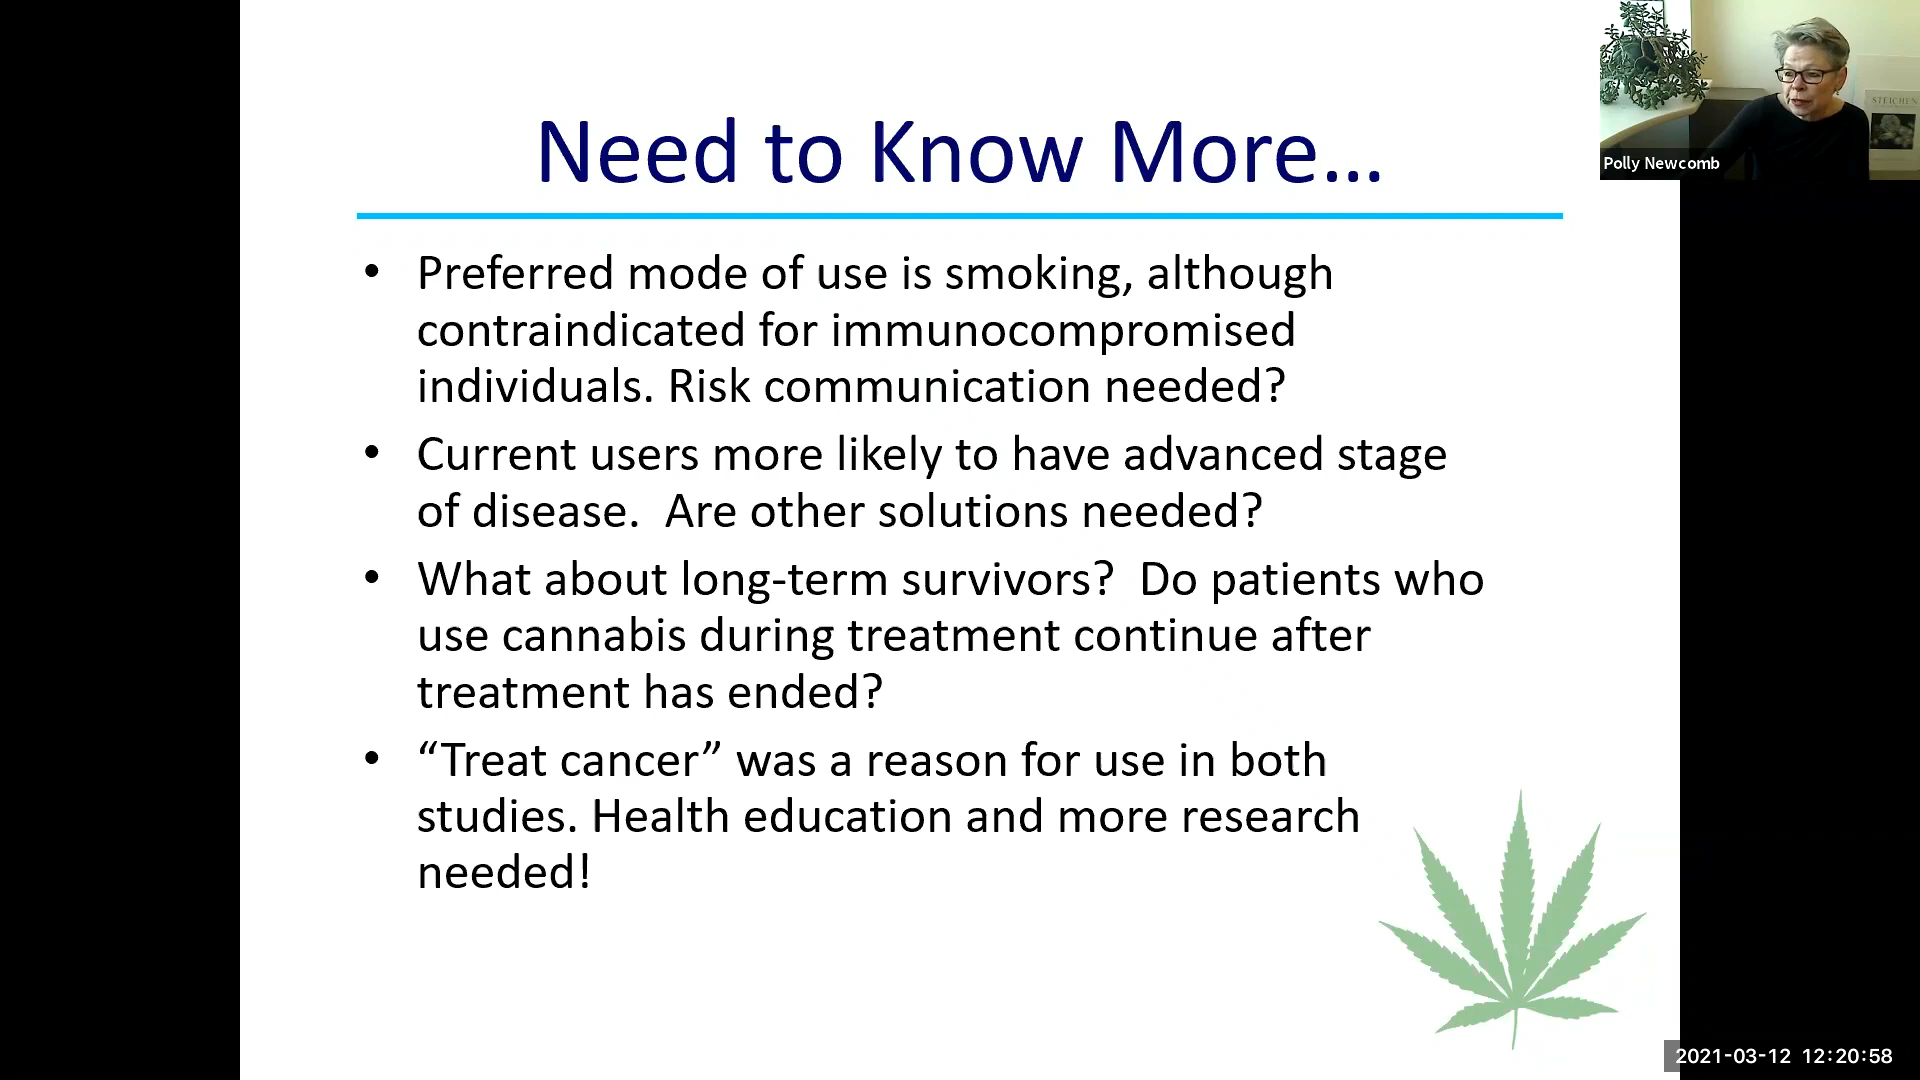 Need to Know More...
• Preferred mode of use is smoking, although
contraindicated for immunocompromised
individuals. Risk communication needed?
• Current users more likely to have advanced stage
of disease.  Are other solutions needed?
• What about long-term survivors?  Do patients who
use cannabis during treatment continue after
treatment has ended?
• “Treat cancer” was a reason for use in both
studies. Health education and more research
needed!
STEICHEN
Polly Newcomb
2021-03-12 12:20:58